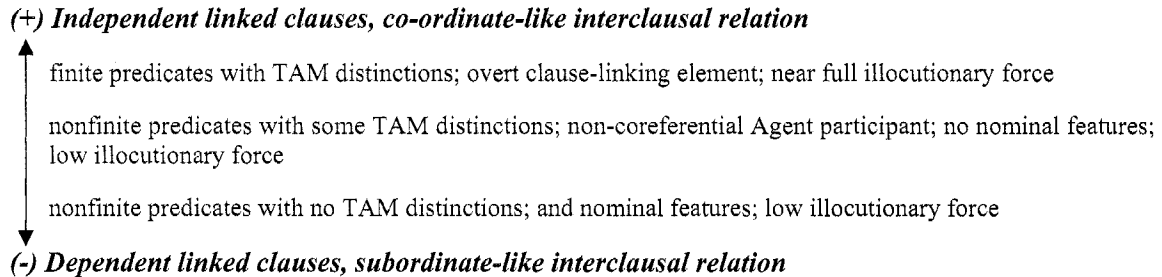 (+) Independent linked clauses, co-ordinate-like interclausal relation
finite predicates with TAM distinctions; overt clause-linking element; near full illocutionary force
nonfinite predicates with some TAM distinctions; non-coreferential Agent participant; no nominal features;
low illocutionary force
nonfinite predicates with no TAM distinctions; and nominal features; low illocutionary force
(-) Dependent linked clauses, subordinate-like interclausal relation